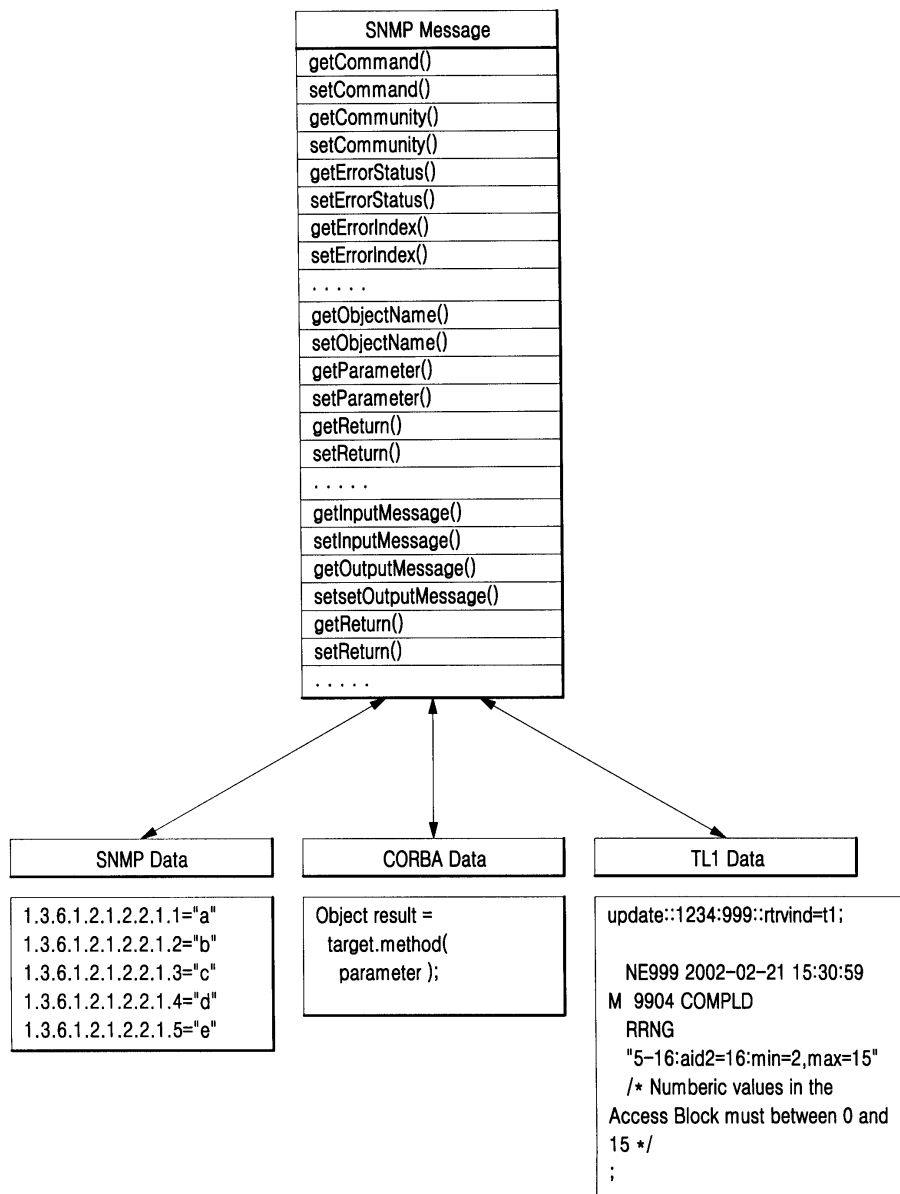 SNMP Message
getCommand()
setCommand()
getCommunity()
setCommunity()
getErrorStatus()
setErrorStatus()
getErrorIndex()
setErrorIndex()
.....
getObjectName()
setObjectName()
getParameter()
setParameter()
getReturn()
setReturn()
.....
getInputMessage()
setInputMessage()
getOutputMessage()
setsetOutputMessage()
getReturn()
setReturn()
.....
SNMP Data
1.3.6.1.2.1.2.2.1.1="a"
1.3.6.1.2.1.2.2.1.2="b"
1.3.6.1.2.1.2.2.1.3="c"
1.3.6.1.2.1.2.2.1.4="d"
1.3.6.1.2.1.2.2.1.5="e"
CORBA Data
Object result =
target.method(
parameter );
TL1 Data
update::1234:999::rtrvind=t1;
NE999 2002-02-21 15:30:59
M 9904 COMPLD
RRNG
"5-16:aid2=16:min=2,max=15"
/* Numberic values in the
Access Block must between 0 and
15 */
;